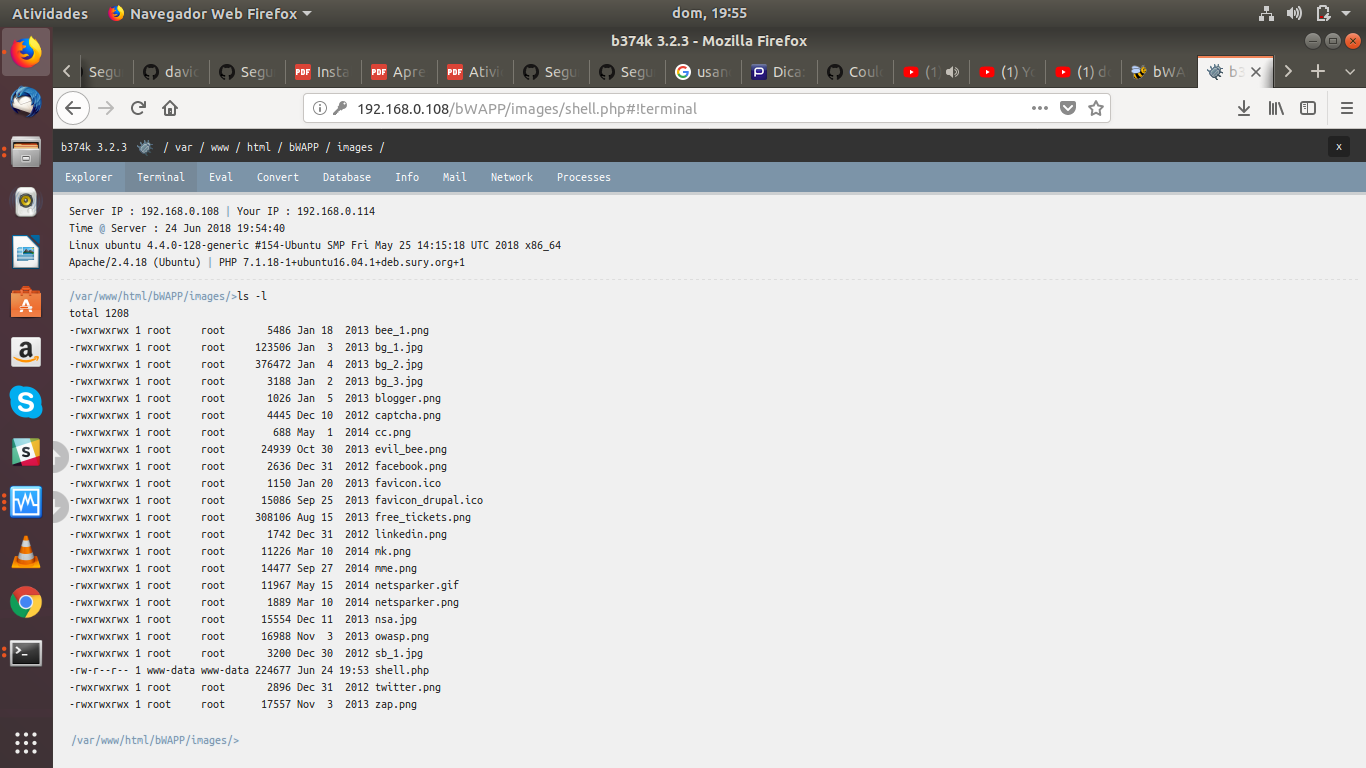 Atividades Navegador Web Firefox dom, 19:55
b374k 3.2.3 - Mozilla Firefox
Segu davic Segu Insta Apre Ativi Segu Segu usan Dica: Coul (1) (1) Yo (1) d bWA b3
192.168.0.108/bWAPP/images/shell.php#!terminal
b374k 3.2.3 / var / www / html / bWAPP / images / x
Explorer Terminal Eval Convert Database Info Mail Network Processes
Server IP : 192.168.0.108 | Your IP : 192.168.0.114
Time @ Server : 24 Jun 2018 19:54:40
Linux ubuntu 4.4.0-128-generic #154-Ubuntu SMP Fri May 25 14:15:18 UTC 2018 x86_64
Apache/2.4.18 (Ubuntu) | PHP 7.1.18-1+ubuntu16.04.1+deb.sury.org+1
/var/www/html/bWAPP/images/>ls -l
total 1208
-rwxrwxrwx 1 root root 5486 Jan 18 2013 bee_1.png
-rwxrwxrwx 1 root root 123506 Jan 3 2013 bg_1.jpg
-rwxrwxrwx 1 root root 376472 Jan 4 2013 bg_2.jpg
-rwxrwxrwx 1 root root 3188 Jan 2 2013 bg_3.jpg
-rwxrwxrwx 1 root root 1026 Jan 5 2013 blogger.png
-rwxrwxrwx 1 root root 4445 Dec 10 2012 captcha.png
-rwxrwxrwx 1 root root 688 May 1 2014 cc.png
-rwxrwxrwx 1 root root 24939 Oct 30 2013 evil_bee.png
-rwxrwxrwx 1 root root 2636 Dec 31 2012 facebook.png
-rwxrwxrwx 1 root root 1150 Jan 20 2013 favicon.ico
-rwxrwxrwx 1 root root 15086 Sep 25 2013 favicon_drupal.ico
-rwxrwxrwx 1 root root 308106 Aug 15 2013 free_tickets.png
-rwxrwxrwx 1 root root 1742 Dec 31 2012 linkedin.png
-rwxrwxrwx 1 root root 11226 Mar 10 2014 mk.png
-rwxrwxrwx 1 root root 14477 Sep 27 2014 mme.png
-rwxrwxrwx 1 root root 11967 May 15 2014 netsparker.gif
-rwxrwxrwx 1 root root 1889 Mar 10 2014 netsparker.png
-rwxrwxrwx 1 root root 15554 Dec 11 2013 nsa.jpg
-rwxrwxrwx 1 root root 16988 Nov 3 2013 owasp.png
-rwxrwxrwx 1 root root 3200 Dec 30 2012 sb_1.jpg
-rw-r--r-- 1 www-data www-data 224677 Jun 24 19:53 shell.php
-rwxrwxrwx 1 root root 2896 Dec 31 2012 twitter.png
-rwxrwxrwx 1 root root 17557 Nov 3 2013 zap.png
/var/www/html/bWAPP/images/>